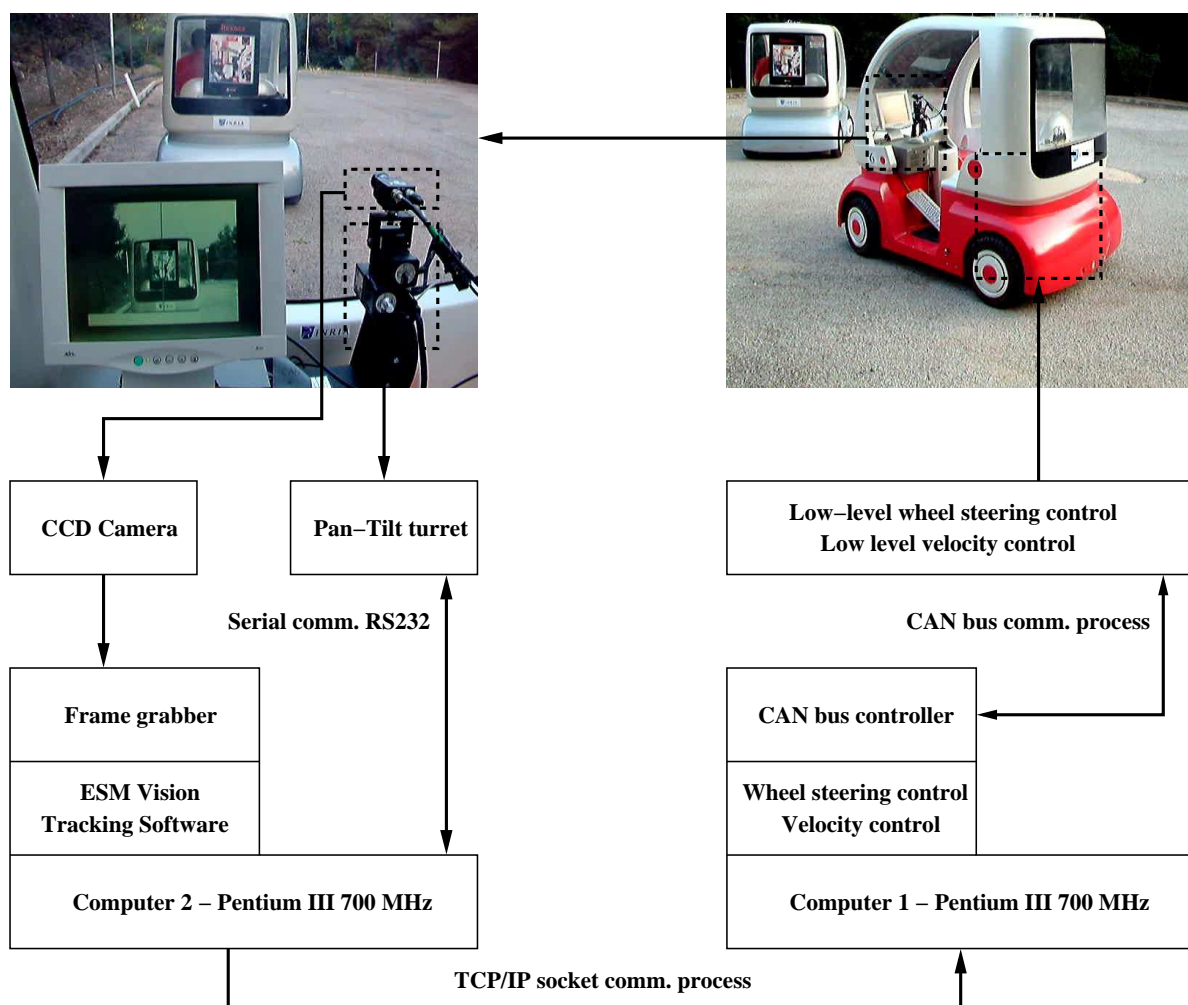 INRIA
INRIA
CCD Camera
Pan–Tilt turret
Low–level wheel steering control
Low level velocity control
Serial comm. RS232
CAN bus comm. process
Frame grabber
CAN bus controller
ESM Vision
Tracking Software
Wheel steering control
Velocity control
Computer 2 – Pentium III 700 MHz
Computer 1 – Pentium III 700 MHz
TCP/IP socket comm. process